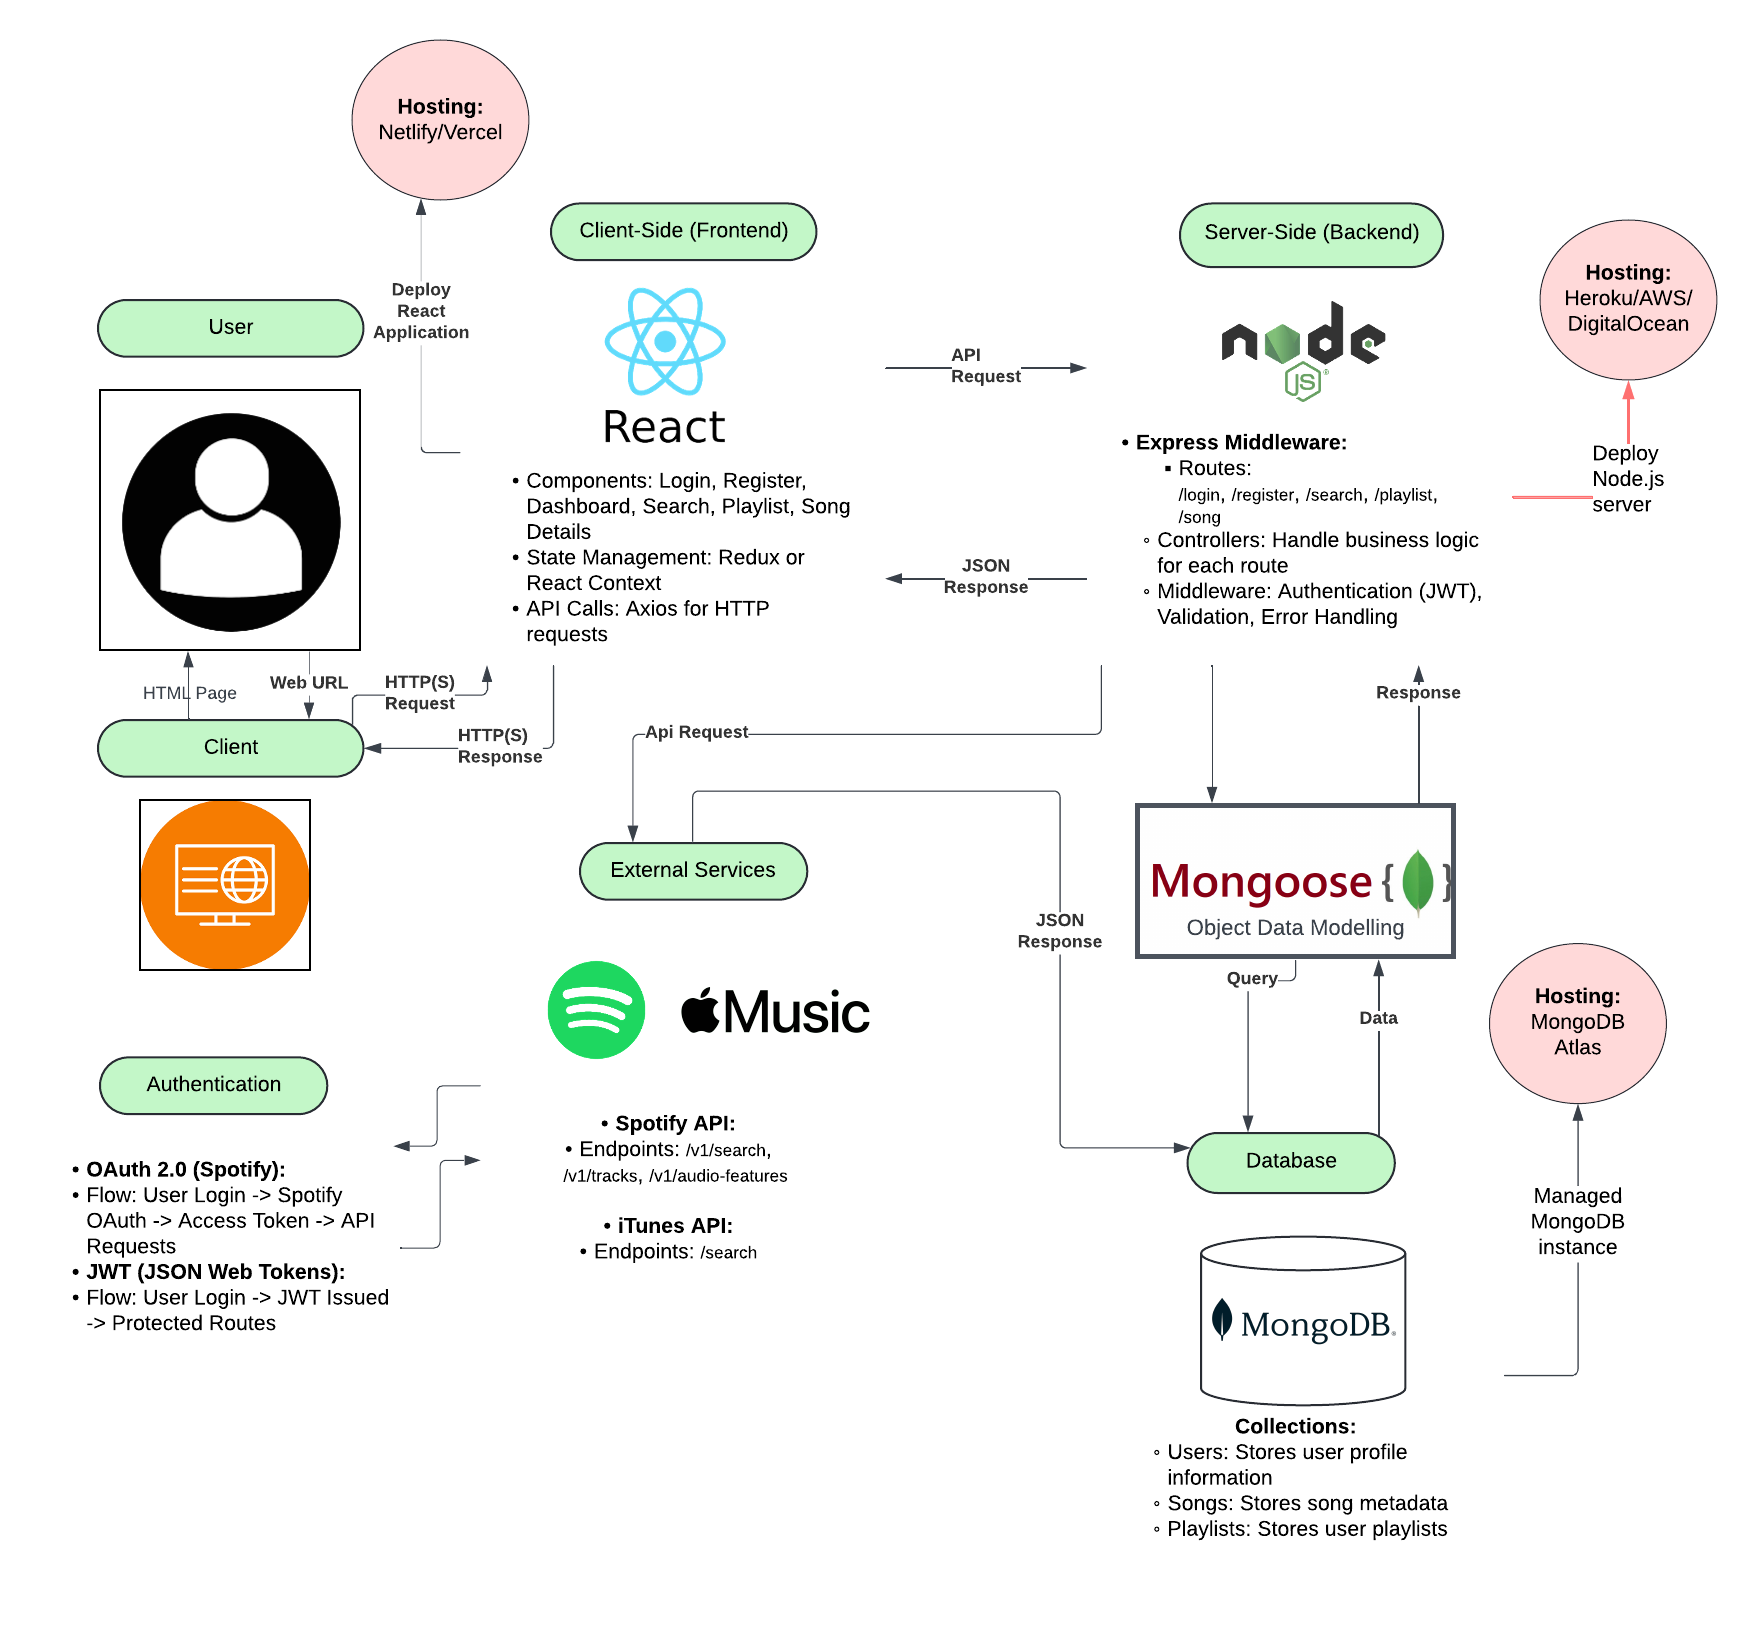 Hosting:
Netlify/Vercel
Client-Side (Frontend)
Server-Side (Backend)
Hosting:
Heroku/AWS/
DigitalOcean
Deploy
React
Application
User
React
API
Request
node
JS
®
• Components: Login, Register,
Dashboard, Search, Playlist, Song
Details
• State Management: Redux or
React Context
• API Calls: Axios for HTTP
requests
JSON
Response
• Express Middleware:
▪ Routes:
/login, /register, /search, /playlist,
/song
◦ Controllers: Handle business logic
for each route
◦ Middleware: Authentication (JWT),
Validation, Error Handling
Deploy
Node.js
server
HTML Page
Web URL
HTTP(S)
Request
HTTP(S)
Response
Client
Api Request
Response
External Services
JSON
Response
Mongoose { }
Object Data Modelling
Query
Data
Hosting:
MongoDB
Atlas
Music
Authentication
• OAuth 2.0 (Spotify):
• Flow: User Login -> Spotify
OAuth -> Access Token -> API
Requests
• JWT (JSON Web Tokens):
• Flow: User Login -> JWT Issued
-> Protected Routes
• Spotify API:
• Endpoints: /v1/search,
/v1/tracks, /v1/audio-features
• iTunes API:
• Endpoints: /search
Database
Managed
MongoDB
instance
MongoDB®
Collections:
◦ Users: Stores user profile
information
◦ Songs: Stores song metadata
◦ Playlists: Stores user playlists